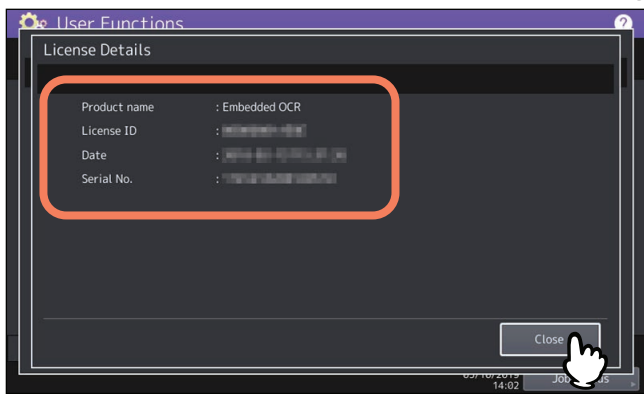 User Functions
?
License Details
Product name : Embedded OCR
License ID :
Date :
Serial No. :
Close
14:02